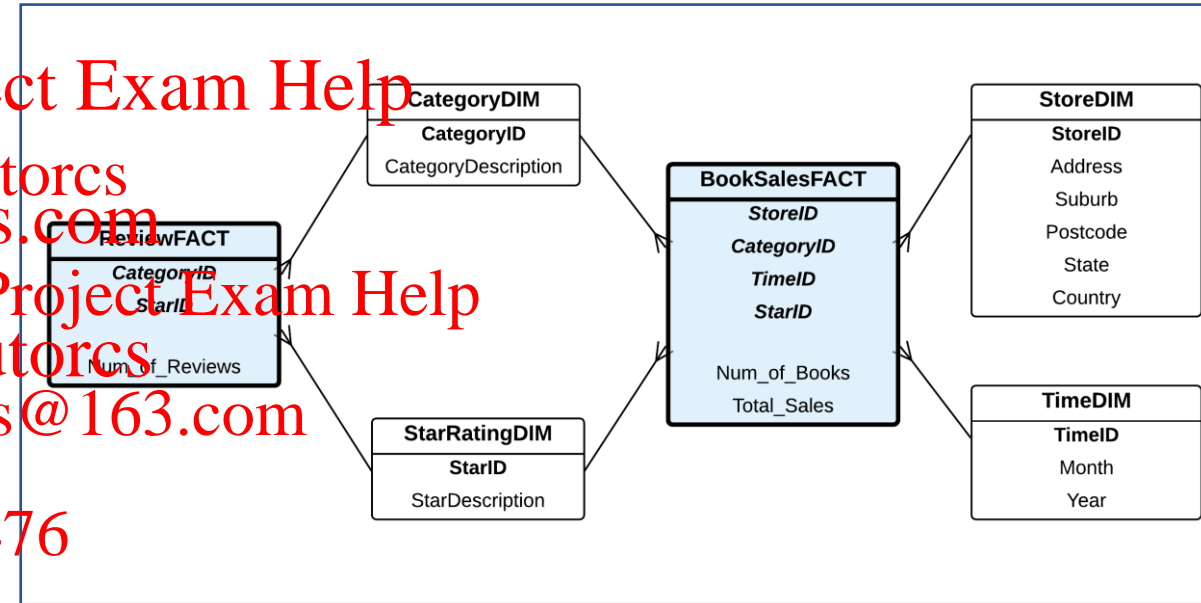 ct Exam Help
torcs
s.com
Project Exam Help
utorcs
s@163.com
476
CategoryDIM
CategoryID
CategoryDescription
ReviewFACT
CategoryID
StarID
Num_of_Reviews
StarRatingDIM
StarID
StarDescription
BookSalesFACT
StoreID
CategoryID
TimeID
StarID
Num_of_Books
Total_Sales
StoreDIM
StoreID
Address
Suburb
Postcode
State
Country
TimeDIM
TimeID
Month
Year